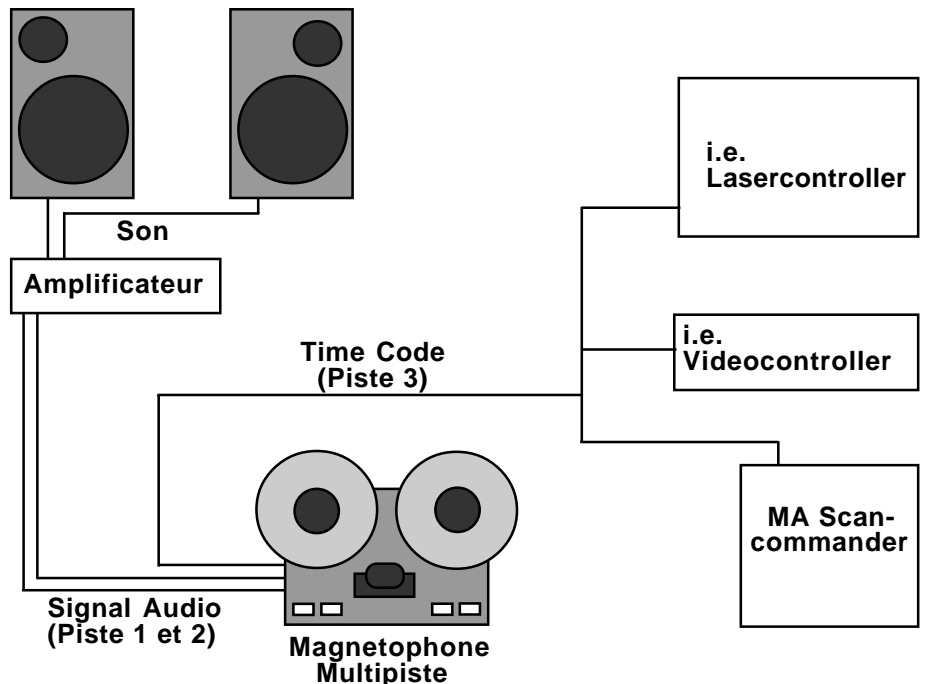 Son
Amplificateur
i.e.
Lasercontroller
i.e.
Videocontroller
Time Code
(Piste 3)
MA Scan-
commander
Signal Audio
(Piste 1 et 2)
Magnetophone
Multipiste